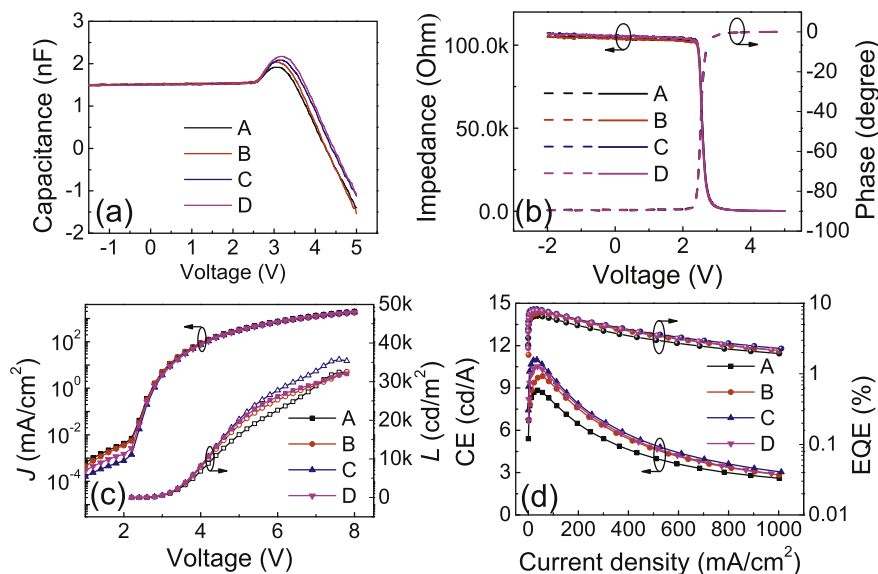 (a)
Capacitance (nF)
3
2
1
0
-1
-2
-1 0 1 2 3 4 5
Voltage (V)
A
B
C
D
(b)
Impedance (Ohm)
100.0k
50.0k
0.0
-2 0 2 4
Voltage (V)
Phase (degree)
0
-20
-40
-60
-80
-100
A
B
C
D
(c)
J (mA/cm²)
10²
10⁰
10⁻²
10⁻⁴
2 4 6 8
Voltage (V)
L (cd/m²)
50k
40k
30k
20k
10k
0
A
B
C
D
(d)
CE (cd/A)
15
12
9
6
3
0
0 200 400 600 800 1000
Current density (mA/cm²)
EQE (%)
10
1
0.1
0.01
A
B
C
D